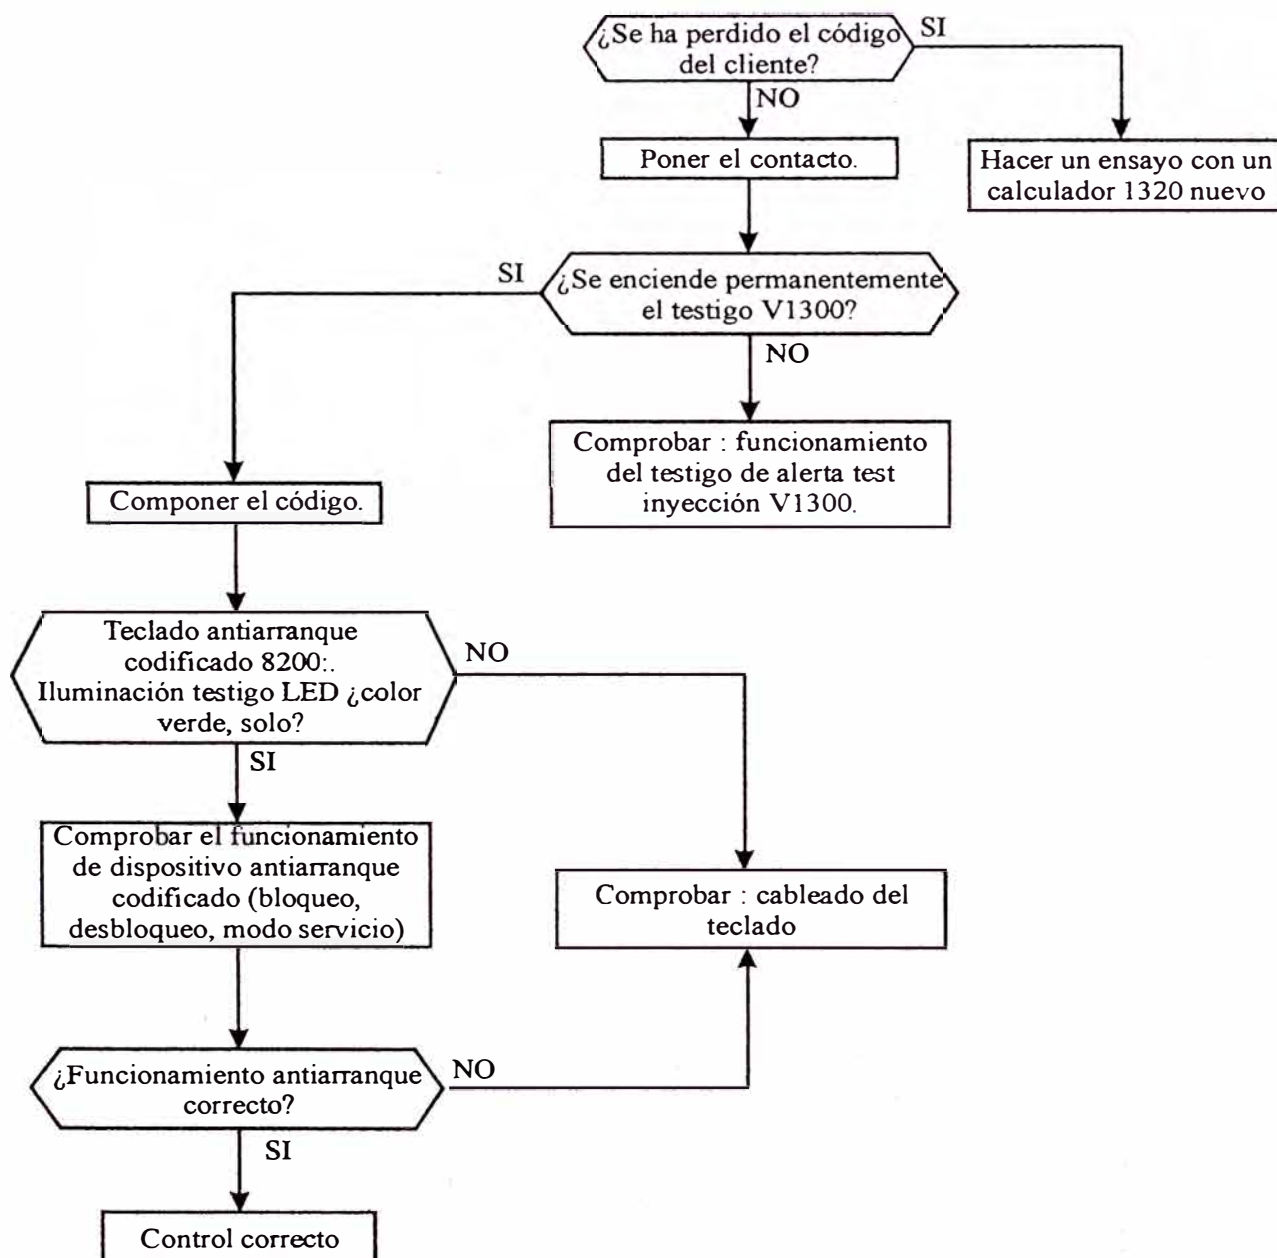 ¿Se ha perdido el código
del cliente?
SI
NO
Poner el contacto.
Hacer un ensayo con un
calculador 1320 nuevo
SI
¿Se enciende permanentemente
el testigo V1300?
NO
Comprobar : funcionamiento
del testigo de alerta test
inyección V1300.
Componer el código.
Teclado antiarranque
codificado 8200:.
Iluminación testigo LED ¿color
verde, solo?
NO
SI
Comprobar el funcionamiento
de dispositivo antiarranque
codificado (bloqueo,
desbloqueo, modo servicio)
Comprobar : cableado del
teclado
¿Funcionamiento antiarranque
correcto?
NO
SI
Control correcto